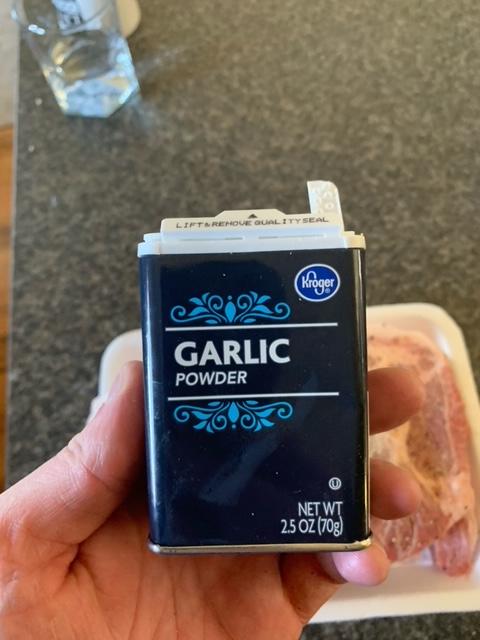 LIFT & REMOVE QUALITY SEAL
Kroger
GARLIC
POWDER
U
NET WT
2.5 OZ (70g)